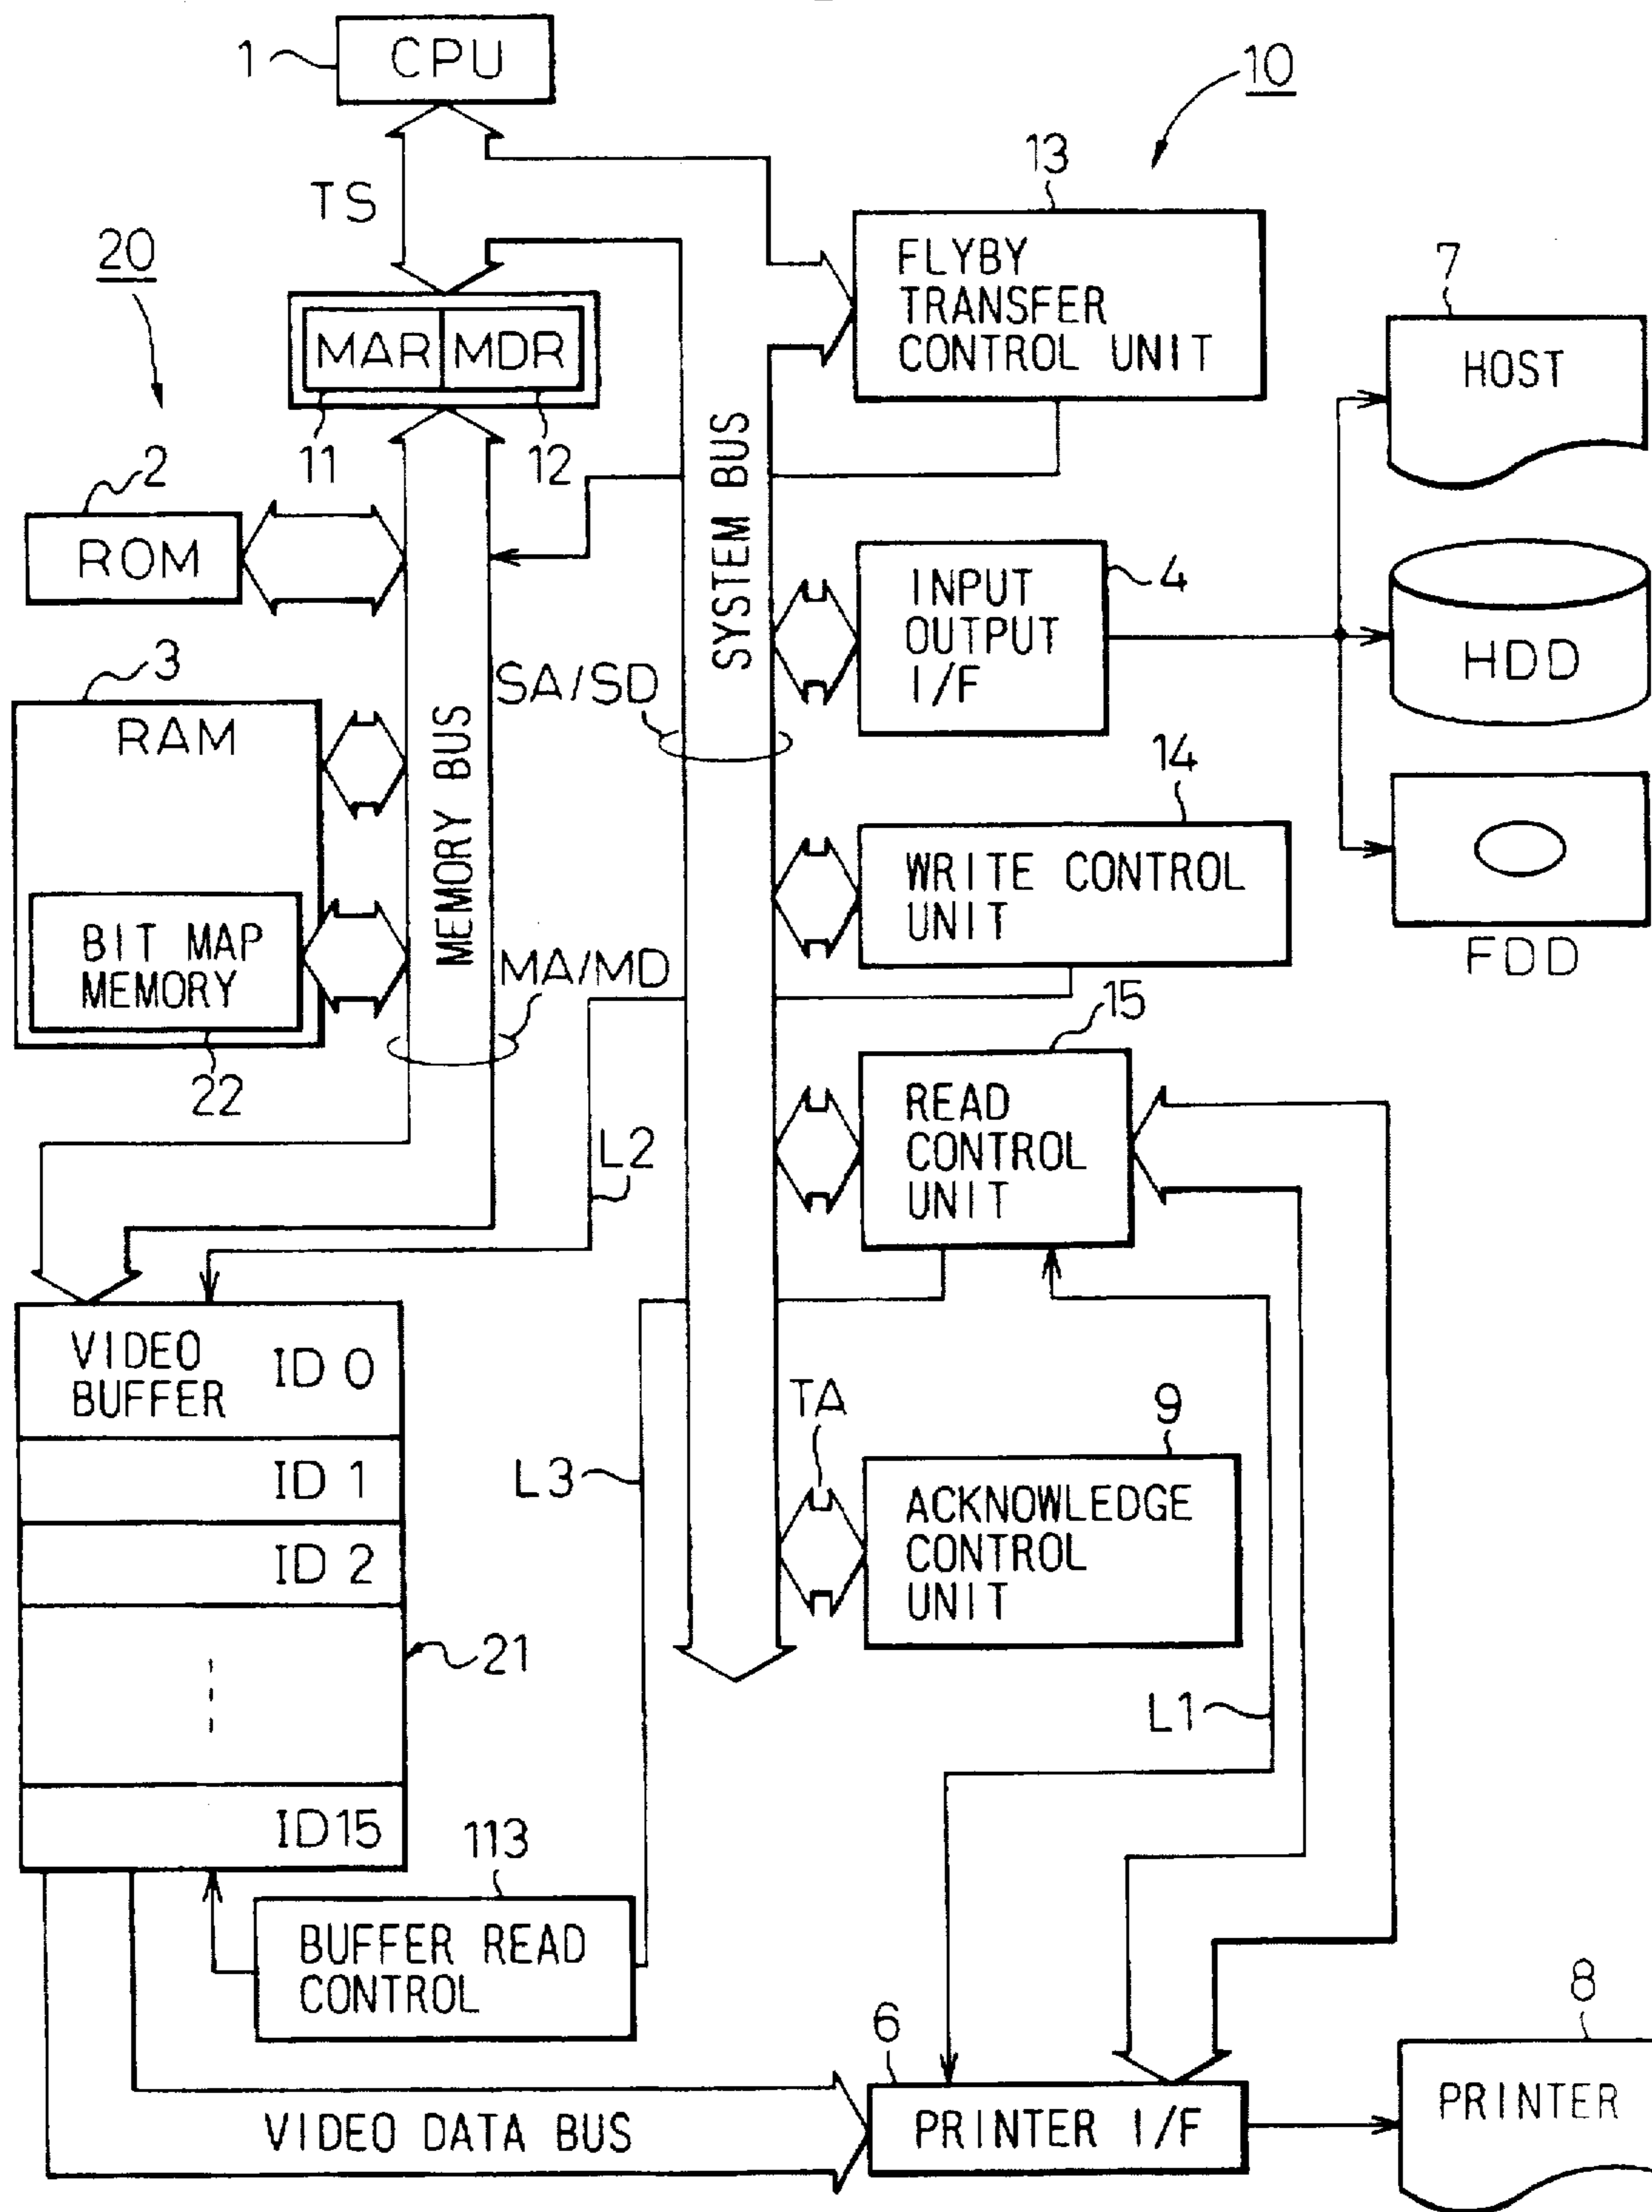 1
CPU
10
TS
13
FLYBY
TRANSFER
CONTROL UNIT
20
MAR
MDR
11
12
7
HOST
2
ROM
SYSTEM BUS
INPUT
OUTPUT
I/F
4
HDD
3
RAM
SA/SD
MEMORY BUS
14
WRITE CONTROL
UNIT
FDD
BIT MAP
MEMORY
MA/MD
22
15
READ
CONTROL
UNIT
L2
VIDEO
BUFFER
ID 0
ID 1
ID 2
21
ID15
L3
TA
9
ACKNOWLEDGE
CONTROL
UNIT
L1
113
BUFFER READ
CONTROL
6
PRINTER I/F
8
PRINTER
VIDEO DATA BUS